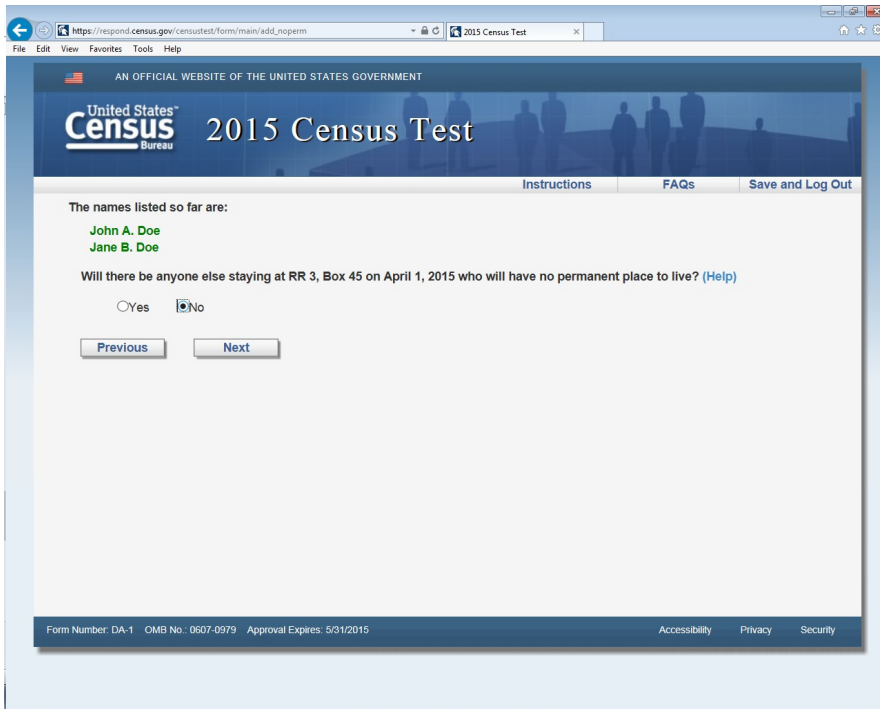 https://respond.census.gov/censustest/form/main/add_noperm
2015 Census Test
File Edit View Favorites Tools Help
AN OFFICIAL WEBSITE OF THE UNITED STATES GOVERNMENT
United States™
Census
Bureau
2015 Census Test
Instructions FAQs Save and Log Out
The names listed so far are:
John A. Doe
Jane B. Doe
Will there be anyone else staying at RR 3, Box 45 on April 1, 2015 who will have no permanent place to live? (Help)
Yes No
Previous Next
Form Number: DA-1 OMB No.: 0607-0979 Approval Expires: 5/31/2015 Accessibility Privacy Security